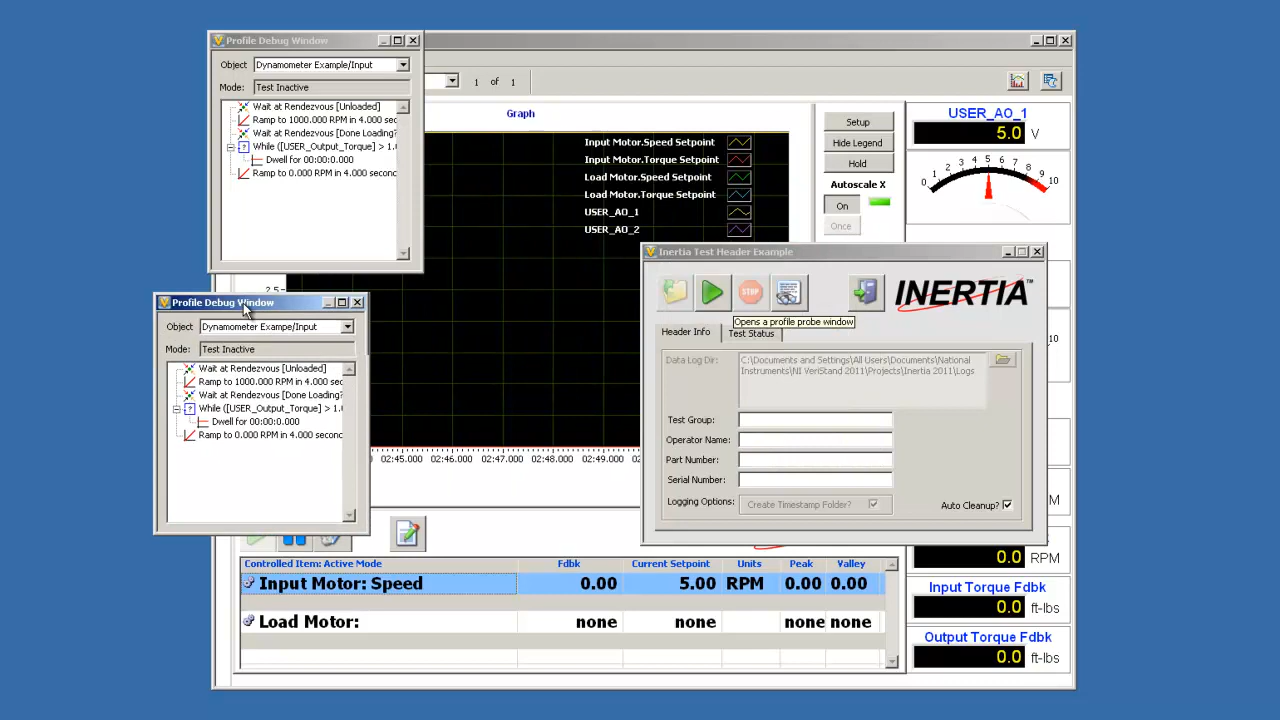 Profile Debug Window
Object Dynamometer Example/Input
Mode: Test Inactive
Wait at Rendezvous [Unloaded]
Ramp to 1000.000 RPM in 4.000 sec
Wait at Rendezvous [Done Loading?
While ([USER_Output_Torque] > 1.
Dwell for 00:00:0.000
Ramp to 0.000 RPM in 4.000 second
1 of 1
Graph
Input Motor.Speed Setpoint
Input Motor.Torque Setpoint
Load Motor.Speed Setpoint
Load Motor.Torque Setpoint
USER_AO_1
USER_AO_2
Setup
Hide Legend
Hold
Autoscale X
On
Once
USER_AO_1
5.0 V
0 1 2 3 4 5 6 7 8 9 10
2.5
Profile Debug Window
Object Dynamometer Exampe/Input
Mode: Test Inactive
Wait at Rendezvous [Unloaded]
Ramp to 1000.000 RPM in 4.000 sec
Wait at Rendezvous [Done Loading?
While ([USER_Output_Torque] > 1.
Dwell for 00:00:0.000
Ramp to 0.000 RPM in 4.000 second
02:45.000 02:46.000 02:47.000 02:48.000 02:49.000
Inertia Test Header Example
STOP
INERTIA™
Opens a profile probe window
Header Info Test Status
Data Log Dir: C:\Documents and Settings\All Users\Documents\National
Instruments\NI VeriStand 2011\Projects\Inertia 2011\Logs
Test Group:
Operator Name:
Part Number:
Serial Number:
Logging Options: Create Timestamp Folder? Auto Cleanup?
10
10
M
Controlled Item: Active Mode Fdbk Current Setpoint Units Peak Valley
Input Motor: Speed 0.00 5.00 RPM 0.00 0.00
Load Motor: none none none none
0.0 RPM
Input Torque Fdbk
0.0 ft-lbs
Output Torque Fdbk
0.0 ft-lbs